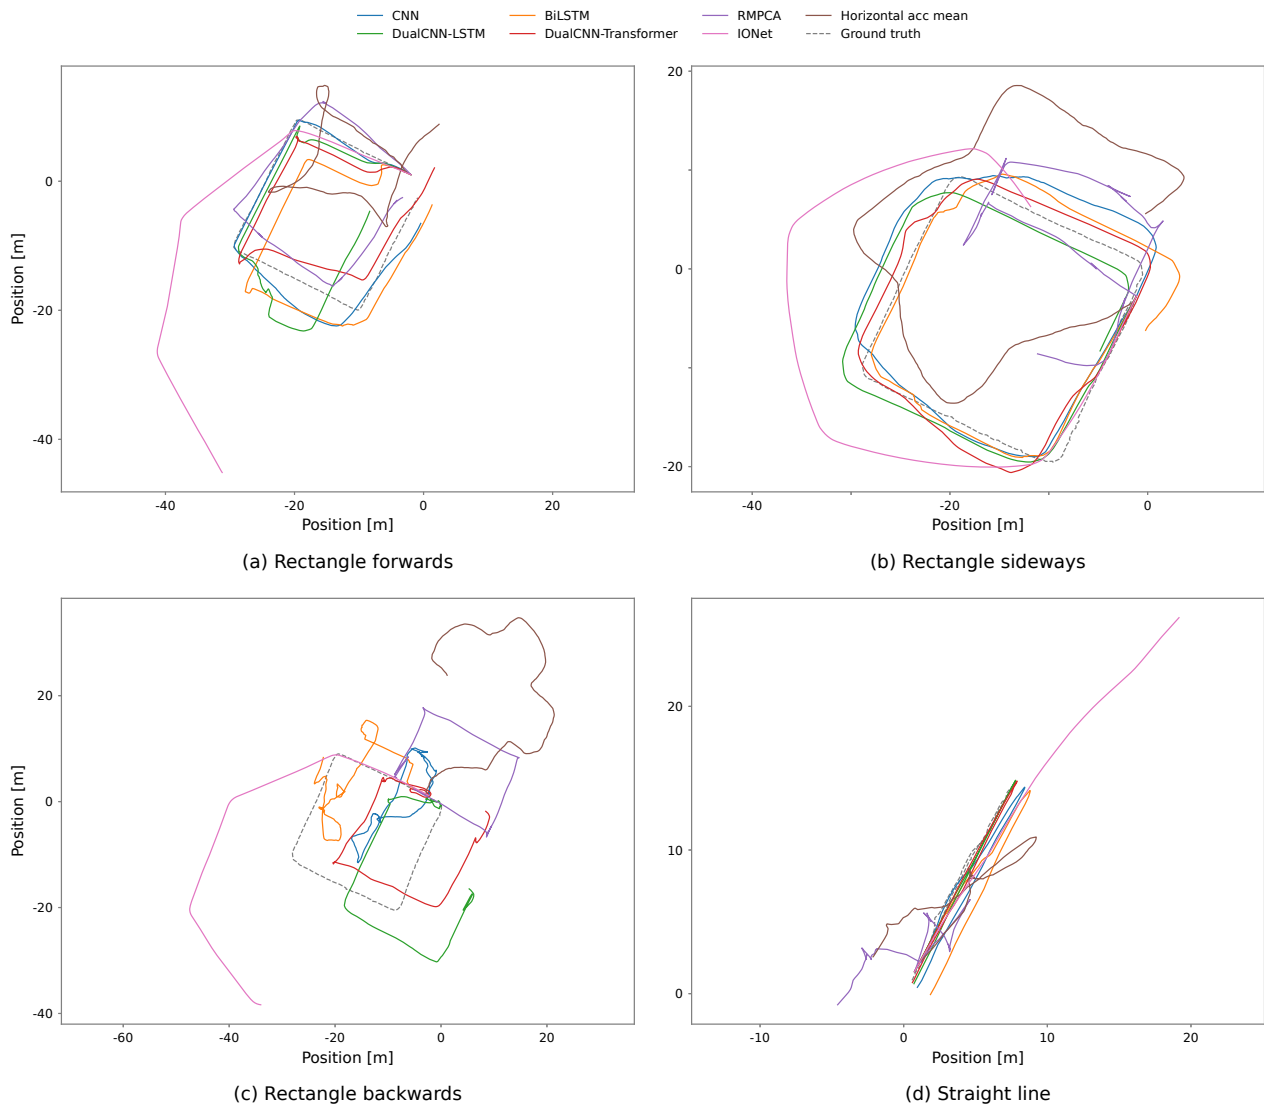 CNN BiLSTM RMPCA Horizontal acc mean
DualCNN-LSTM DualCNN-Transformer IONet Ground truth
0
-20
-40
Position [m]
-40 -20 0 20
Position [m]
(a) Rectangle forwards
20
0
-20
-40 -20 0
Position [m]
(b) Rectangle sideways
20
0
-20
-40
Position [m]
-60 -40 -20 0 20
Position [m]
(c) Rectangle backwards
20
10
0
-10 0 10 20
Position [m]
(d) Straight line